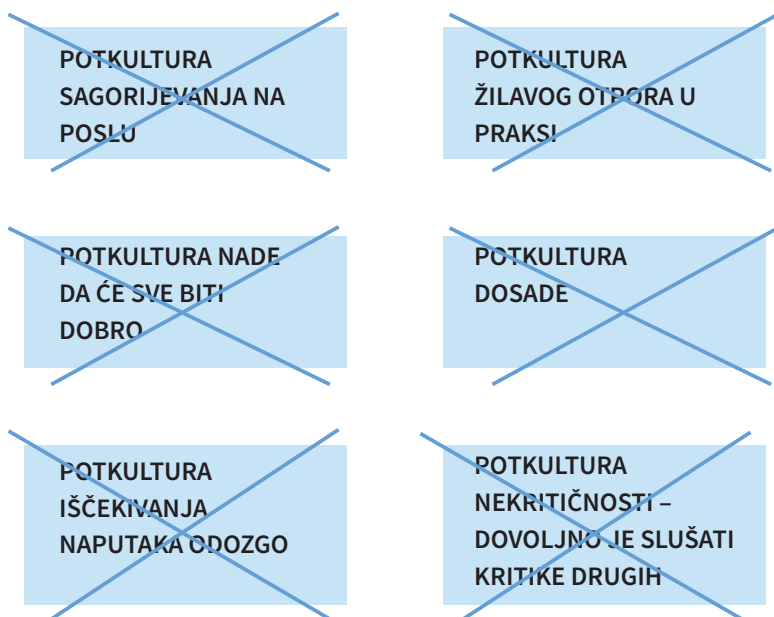 POTKULTURA
SAGORIJEVANJA NA
POSLU
POTKULTURA
ŽILAVOG OTPORA U
PRAKSI
POTKULTURA NADE
DA ĆE SVE BITI
DOBRO
POTKULTURA
DOSADE
POTKULTURA
IŠČEKIVANJA
NAPUTAKA ODOZGO
POTKULTURA
NEKRITIČNOSTI –
DOVOLJNO JE SLUŠATI
KRITIKE DRUGIH